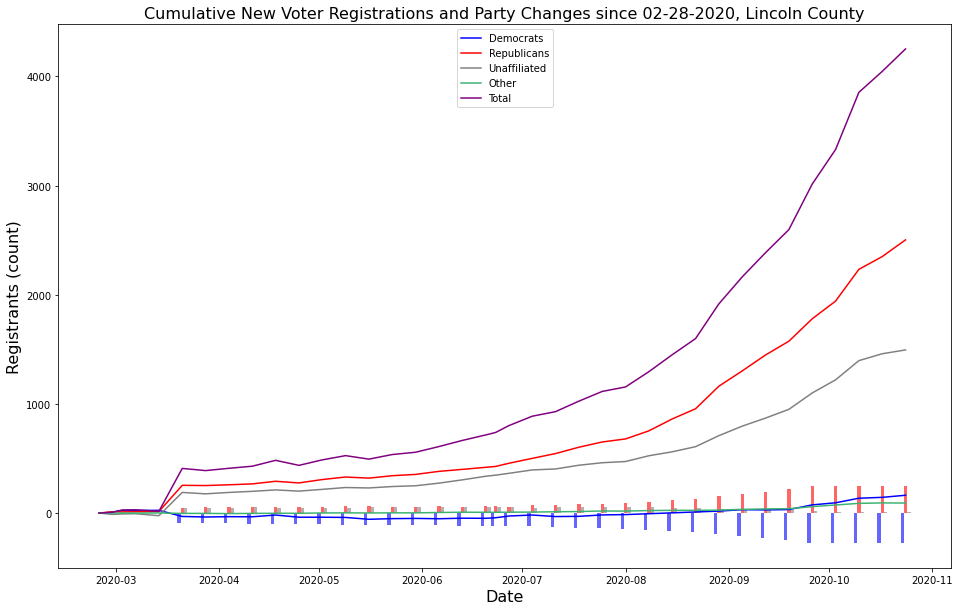 Cumulative New Voter Registrations and Party Changes since 02-28-2020, Lincoln County
Democrats
Republicans
Unaffiliated
Other
Total
Registrants (count)
4000
3000
2000
1000
0
2020-03 2020-04 2020-05 2020-06 2020-07 2020-08 2020-09 2020-10 2020-11
Date